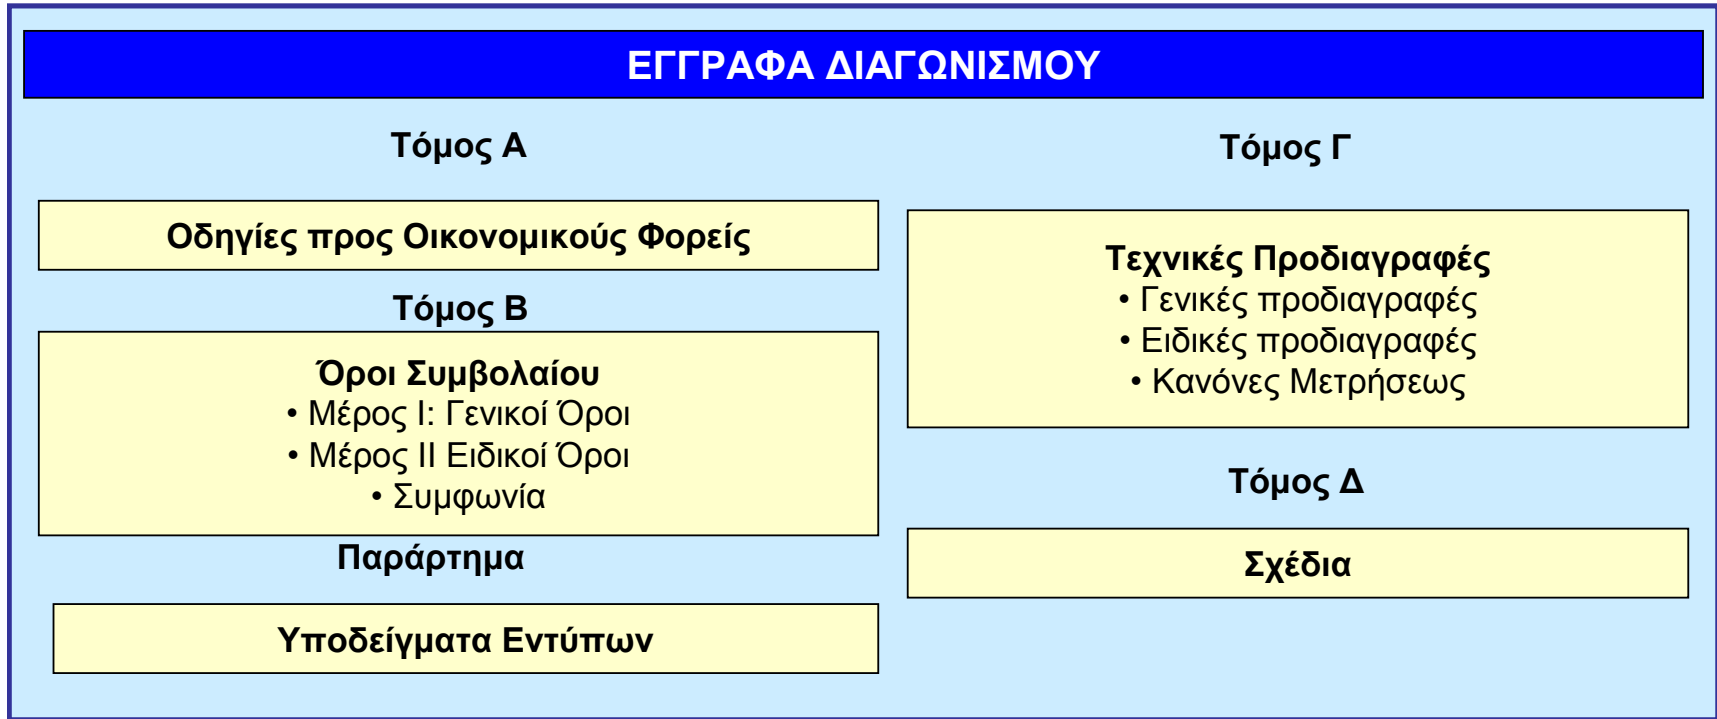 ΕΓΓΡΑΦΑ ΔΙΑΓΩΝΙΣΜΟΥ
Τόμος Α
Οδηγίες προς Οικονομικούς Φορείς
Τόμος Β
Όροι Συμβολαίου
• Μέρος Ι: Γενικοί Όροι
• Μέρος ΙΙ Ειδικοί Όροι
• Συμφωνία
Παράρτημα
Υποδείγματα Εντύπων
Τόμος Γ
Τεχνικές Προδιαγραφές
• Γενικές προδιαγραφές
• Ειδικές προδιαγραφές
• Κανόνες Μετρήσεως
Τόμος Δ
Σχέδια